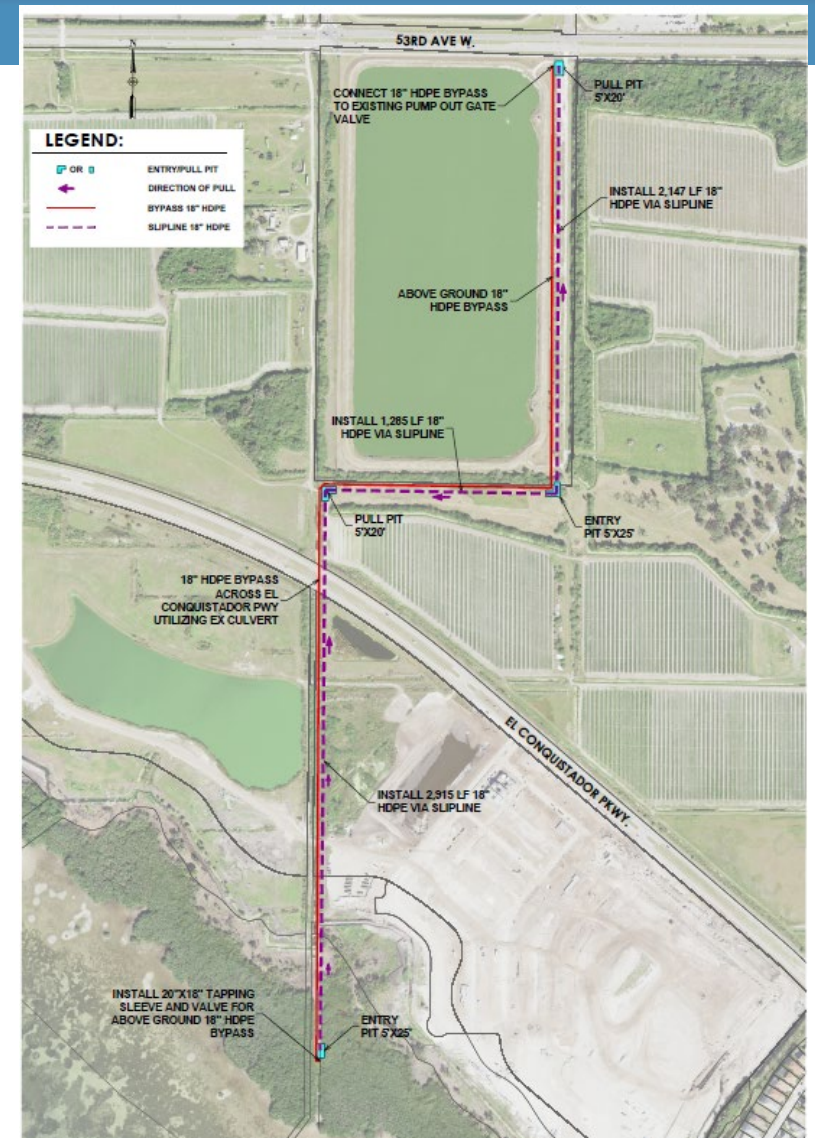 53RD AVE W.
N
CONNECT 18" HDPE BYPASS
TO EXISTING PUMP OUT GATE
VALVE
PULL PIT
5'X20'
LEGEND:
OR
ENTRY/PULL PIT
DIRECTION OF PULL
BYPASS 18" HDPE
SLIPLINE 18" HDPE
INSTALL 2,147 LF 18"
HDPE VIA SLIPLINE
ABOVE GROUND 18"
HDPE BYPASS
INSTALL 1,285 LF 18"
HDPE VIA SLIPLINE
PULL PIT
5'X20'
ENTRY
PIT 5'X25'
18" HDPE BYPASS
ACROSS EL
CONQUISTADOR PWY
UTILIZING EX CULVERT
EL CONQUISTADOR PKWY.
INSTALL 2,915 LF 18"
HDPE VIA SLIPLINE
INSTALL 20"X18" TAPPING
SLEEVE AND VALVE FOR
ABOVE GROUND 18" HDPE
BYPASS
ENTRY
PIT 5'X25'